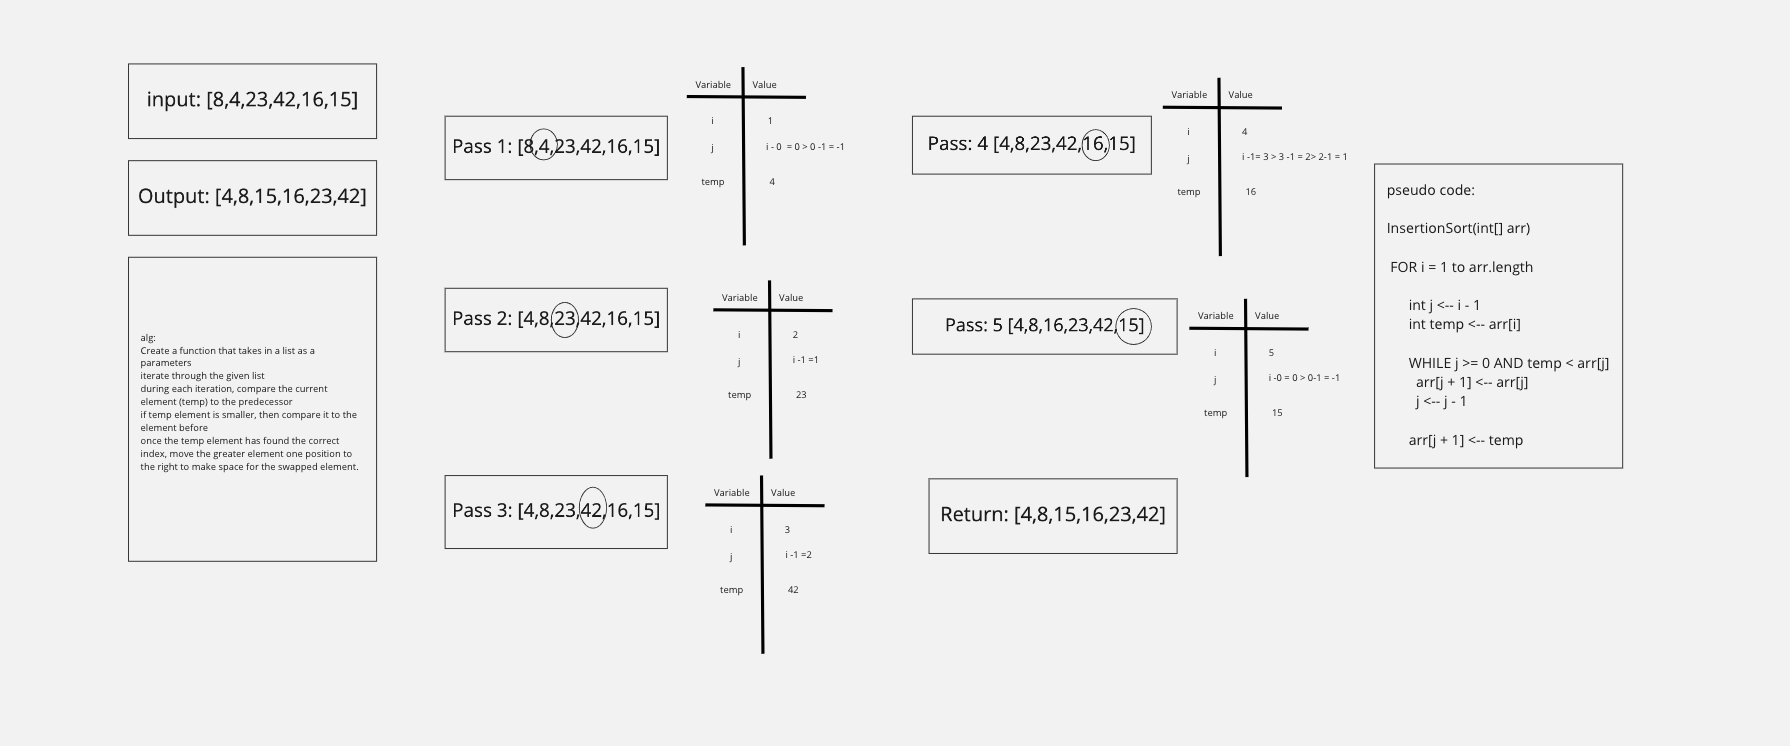 input: [8,4,23,42,16,15]
Output: [4,8,15,16,23,42]
alg:
Create a function that takes in a list as a
parameters
iterate through the given list
during each iteration, compare the current
element (temp) to the predecessor
if temp element is smaller, then compare it to the
element before
once the temp element has found the correct
index, move the greater element one position to
the right to make space for the swapped element.
Pass 1: [8,4,23,42,16,15]
Variable Value
i 1
j i - 0 = 0 > 0 -1 = -1
temp 4
Pass 2: [4,8,23,42,16,15]
Variable Value
i 2
j i -1 =1
temp 23
Pass 3: [4,8,23,42,16,15]
Variable Value
i 3
j i -1 =2
temp 42
Pass: 4 [4,8,23,42,16,15]
Variable Value
i 4
j i -1= 3 > 3 -1 = 2> 2-1 = 1
temp 16
Pass: 5 [4,8,16,23,42,15]
Variable Value
i 5
j i -0 = 0 > 0-1 = -1
temp 15
Return: [4,8,15,16,23,42]
pseudo code:
InsertionSort(int[] arr)
FOR i = 1 to arr.length
int j <-- i - 1
int temp <-- arr[i]
WHILE j >= 0 AND temp < arr[j]
arr[j + 1] <-- arr[j]
j <-- j - 1
arr[j + 1] <-- temp